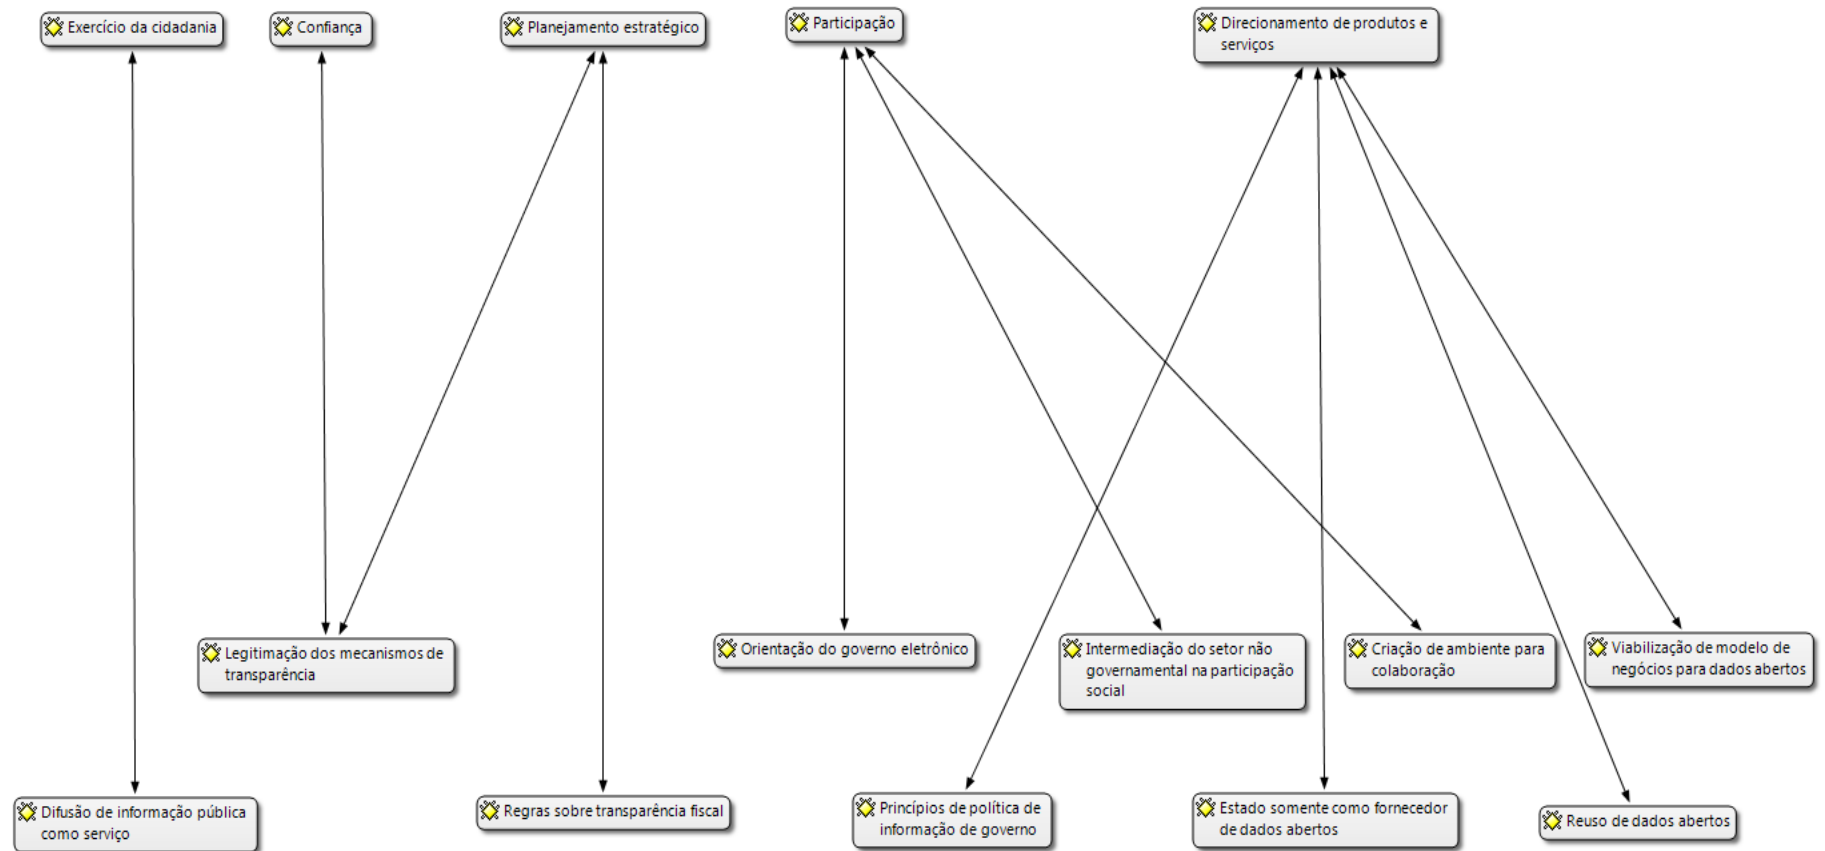 Exercício da cidadania
Confiança
Planejamento estratégico
Participação
Direcionamento de produtos e
serviços
Legitimação dos mecanismos de
transparência
Orientação do governo eletrônico
Intermediação do setor não
governamental na participação
social
Criação de ambiente para
colaboração
Viabilização de modelo de
negócios para dados abertos
Difusão de informação pública
como serviço
Regras sobre transparência fiscal
Princípios de política de
informação de governo
Estado somente como fornecedor
de dados abertos
Reuso de dados abertos